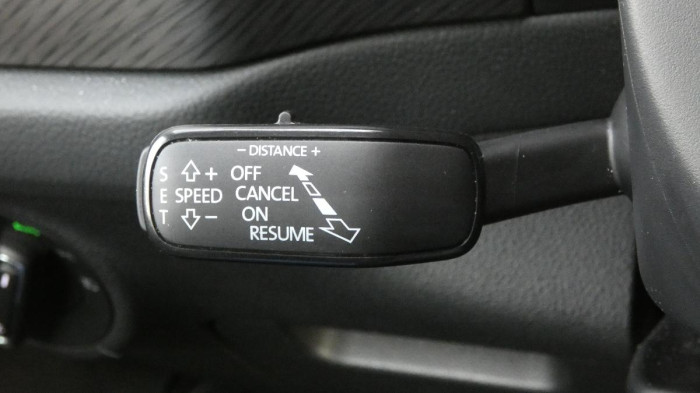 – DISTANCE +
S + OFF
E SPEED CANCEL
T – ON
RESUME